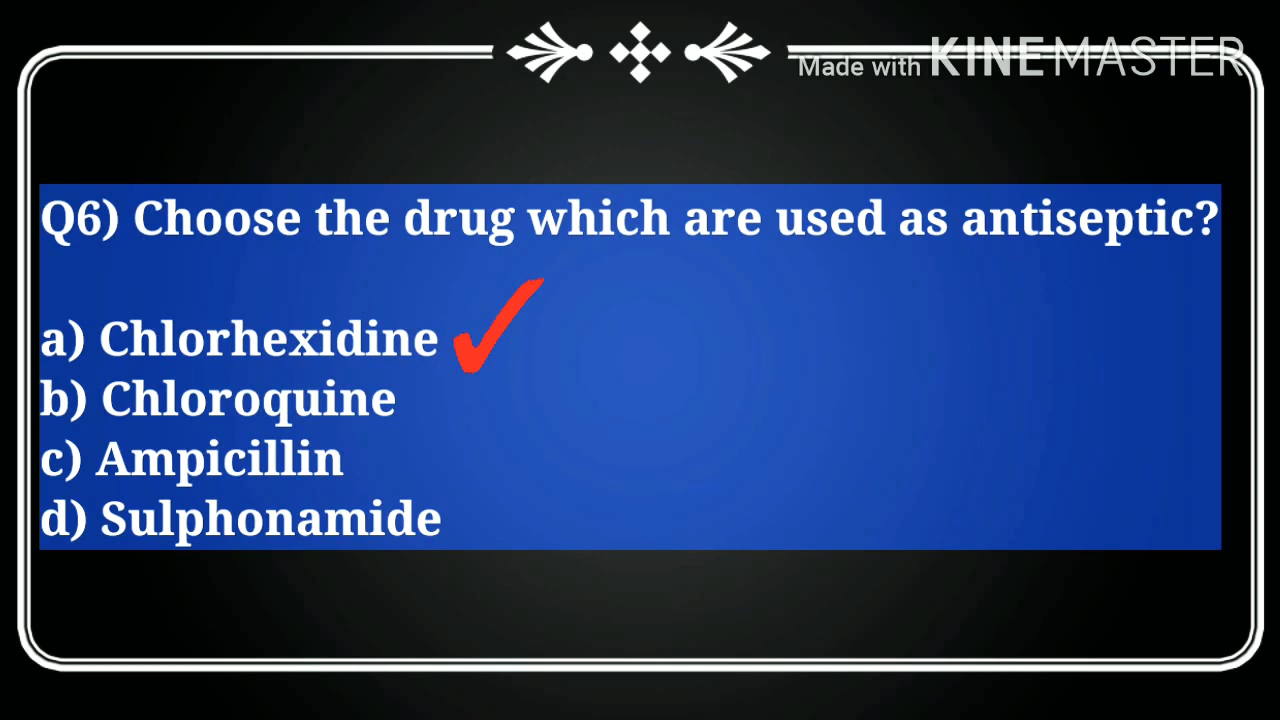 Made with KINEMASTER
Q6) Choose the drug which are used as antiseptic?
a) Chlorhexidine
b) Chloroquine
c) Ampicillin
d) Sulphonamide